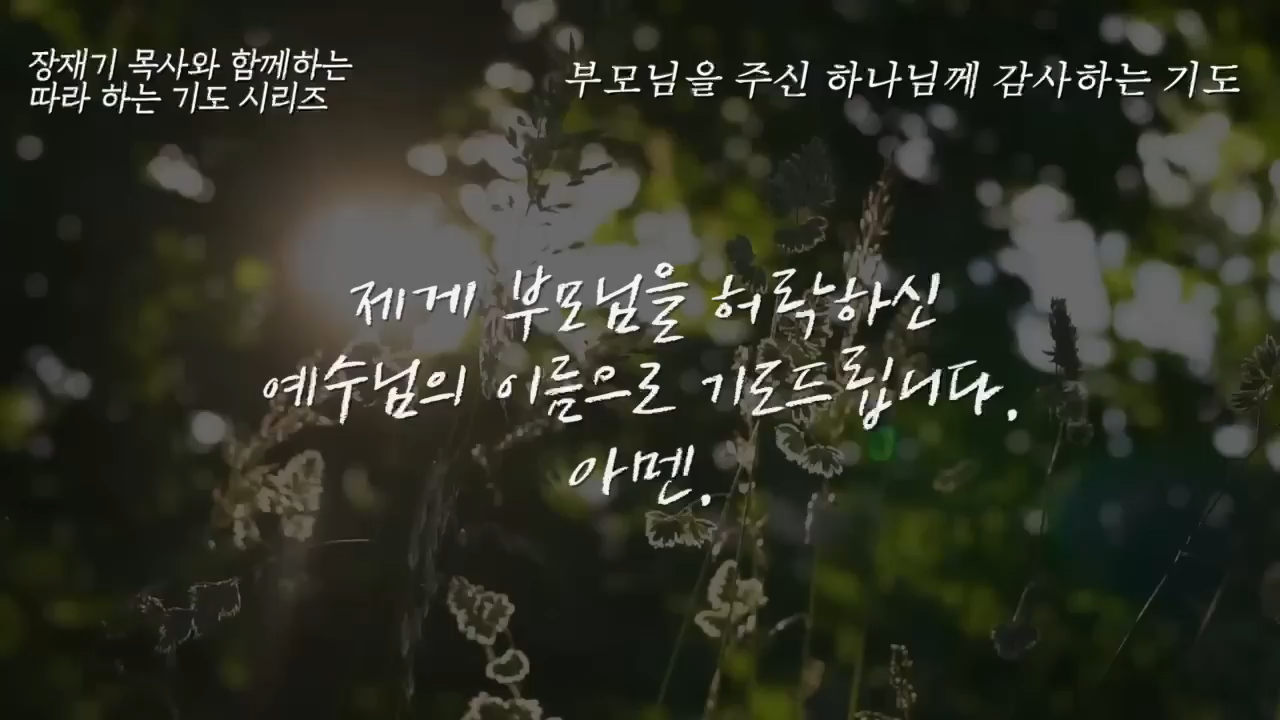 장재기 목사와 함께하는
따라 하는 기도 시리즈
부모님을 주신 하나님께 감사하는 기도
제게 부모님을 허락하신
예수님의 이름으로 기도드립니다.
아멘.